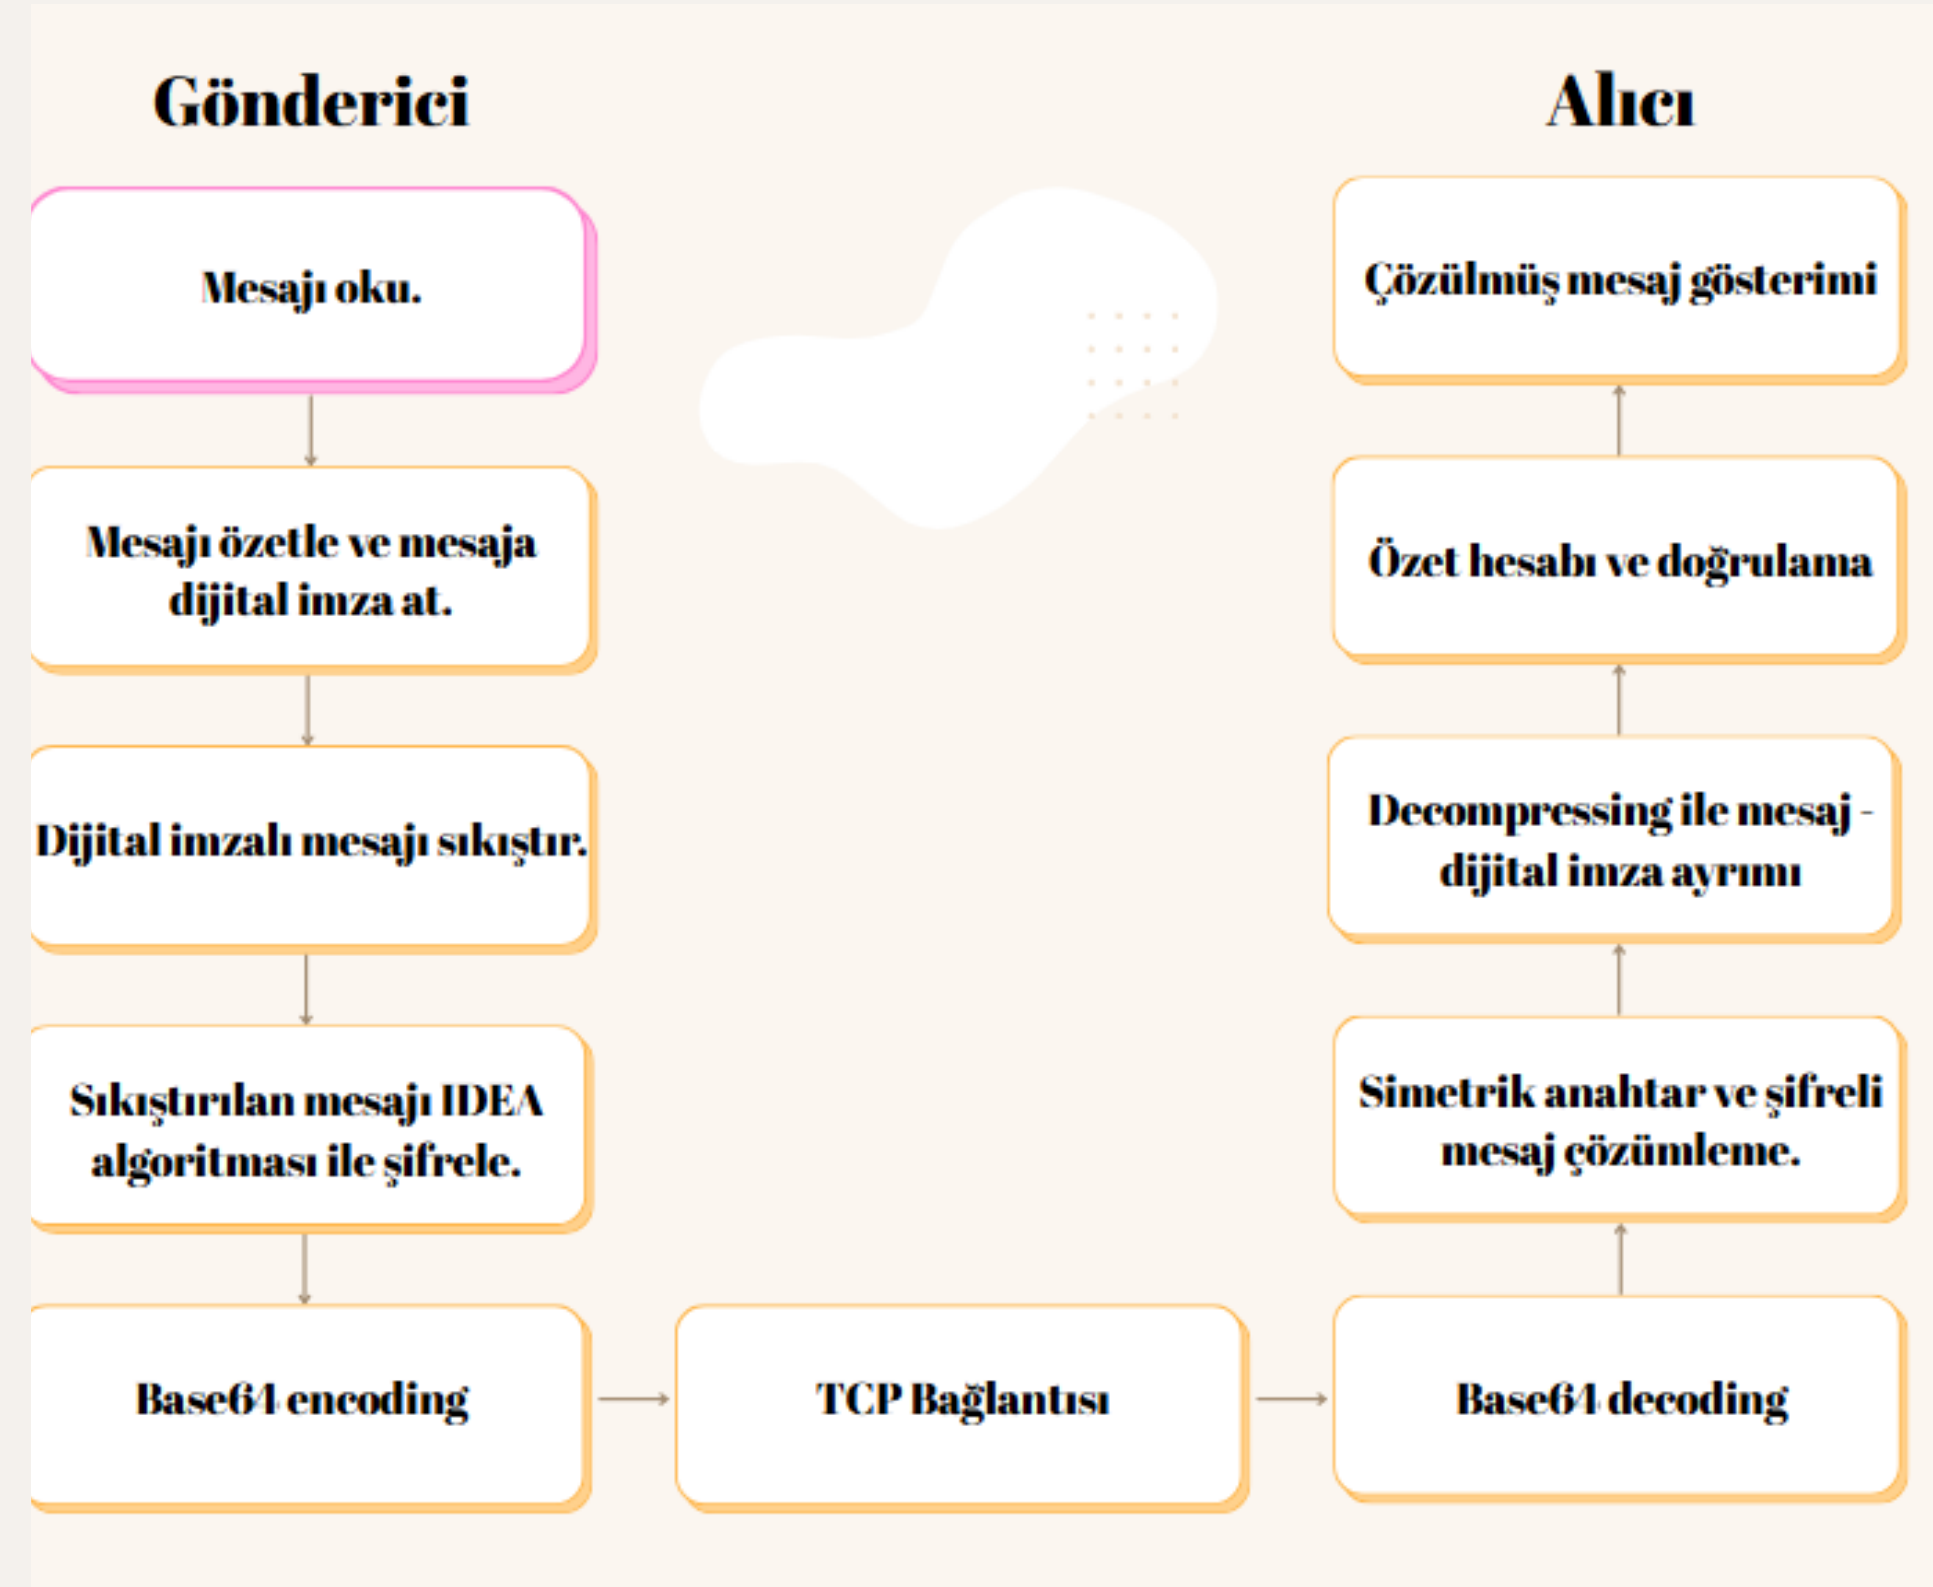 Gönderici
Mesajı oku.
Mesajı özetle ve mesaja
dijital imza at.
Dijital imzalı mesajı sıkıştır.
Sıkıştırılan mesajı IDEA
algoritması ile şifrele.
Base64 encoding
TCP Bağlantısı
Alıcı
Çözülmüş mesaj gösterimi
Özet hesabı ve doğrulama
Decompressing ile mesaj -
dijital imza ayrımı
Simetrik anahtar ve şifreli
mesaj çözümleme.
Base64 decoding